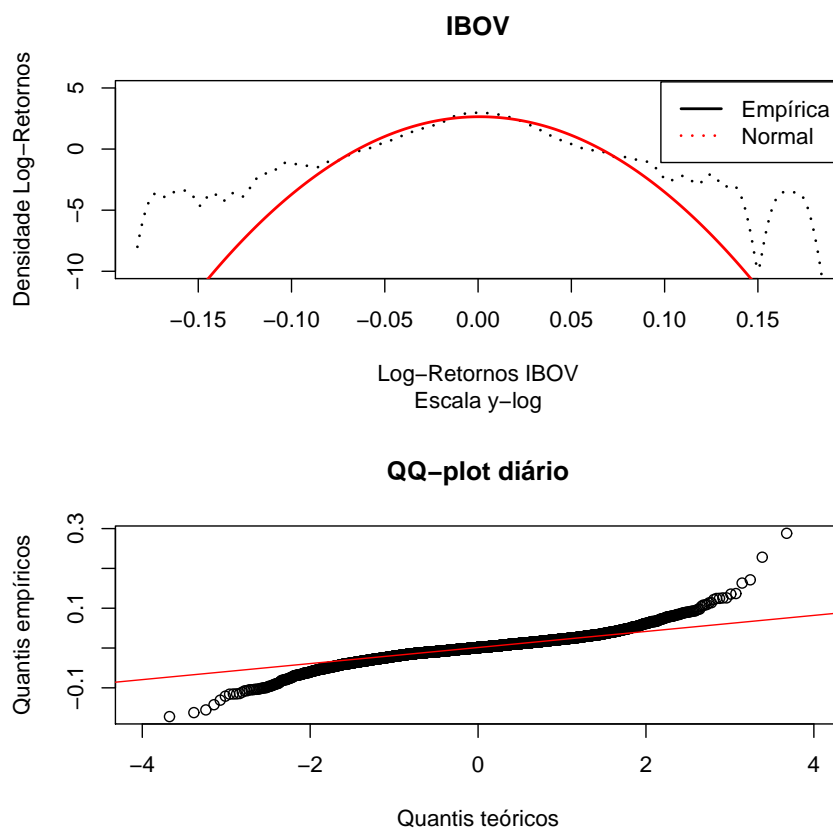 IBOV
Densidade Log−Retornos
5
0
−5
−10
Empírica
Normal
−0.15 −0.10 −0.05 0.00 0.05 0.10 0.15
Log−Retornos IBOV
Escala y−log
QQ−plot diário
Quantis empíricos
0.3
0.1
−0.1
−4 −2 0 2 4
Quantis teóricos